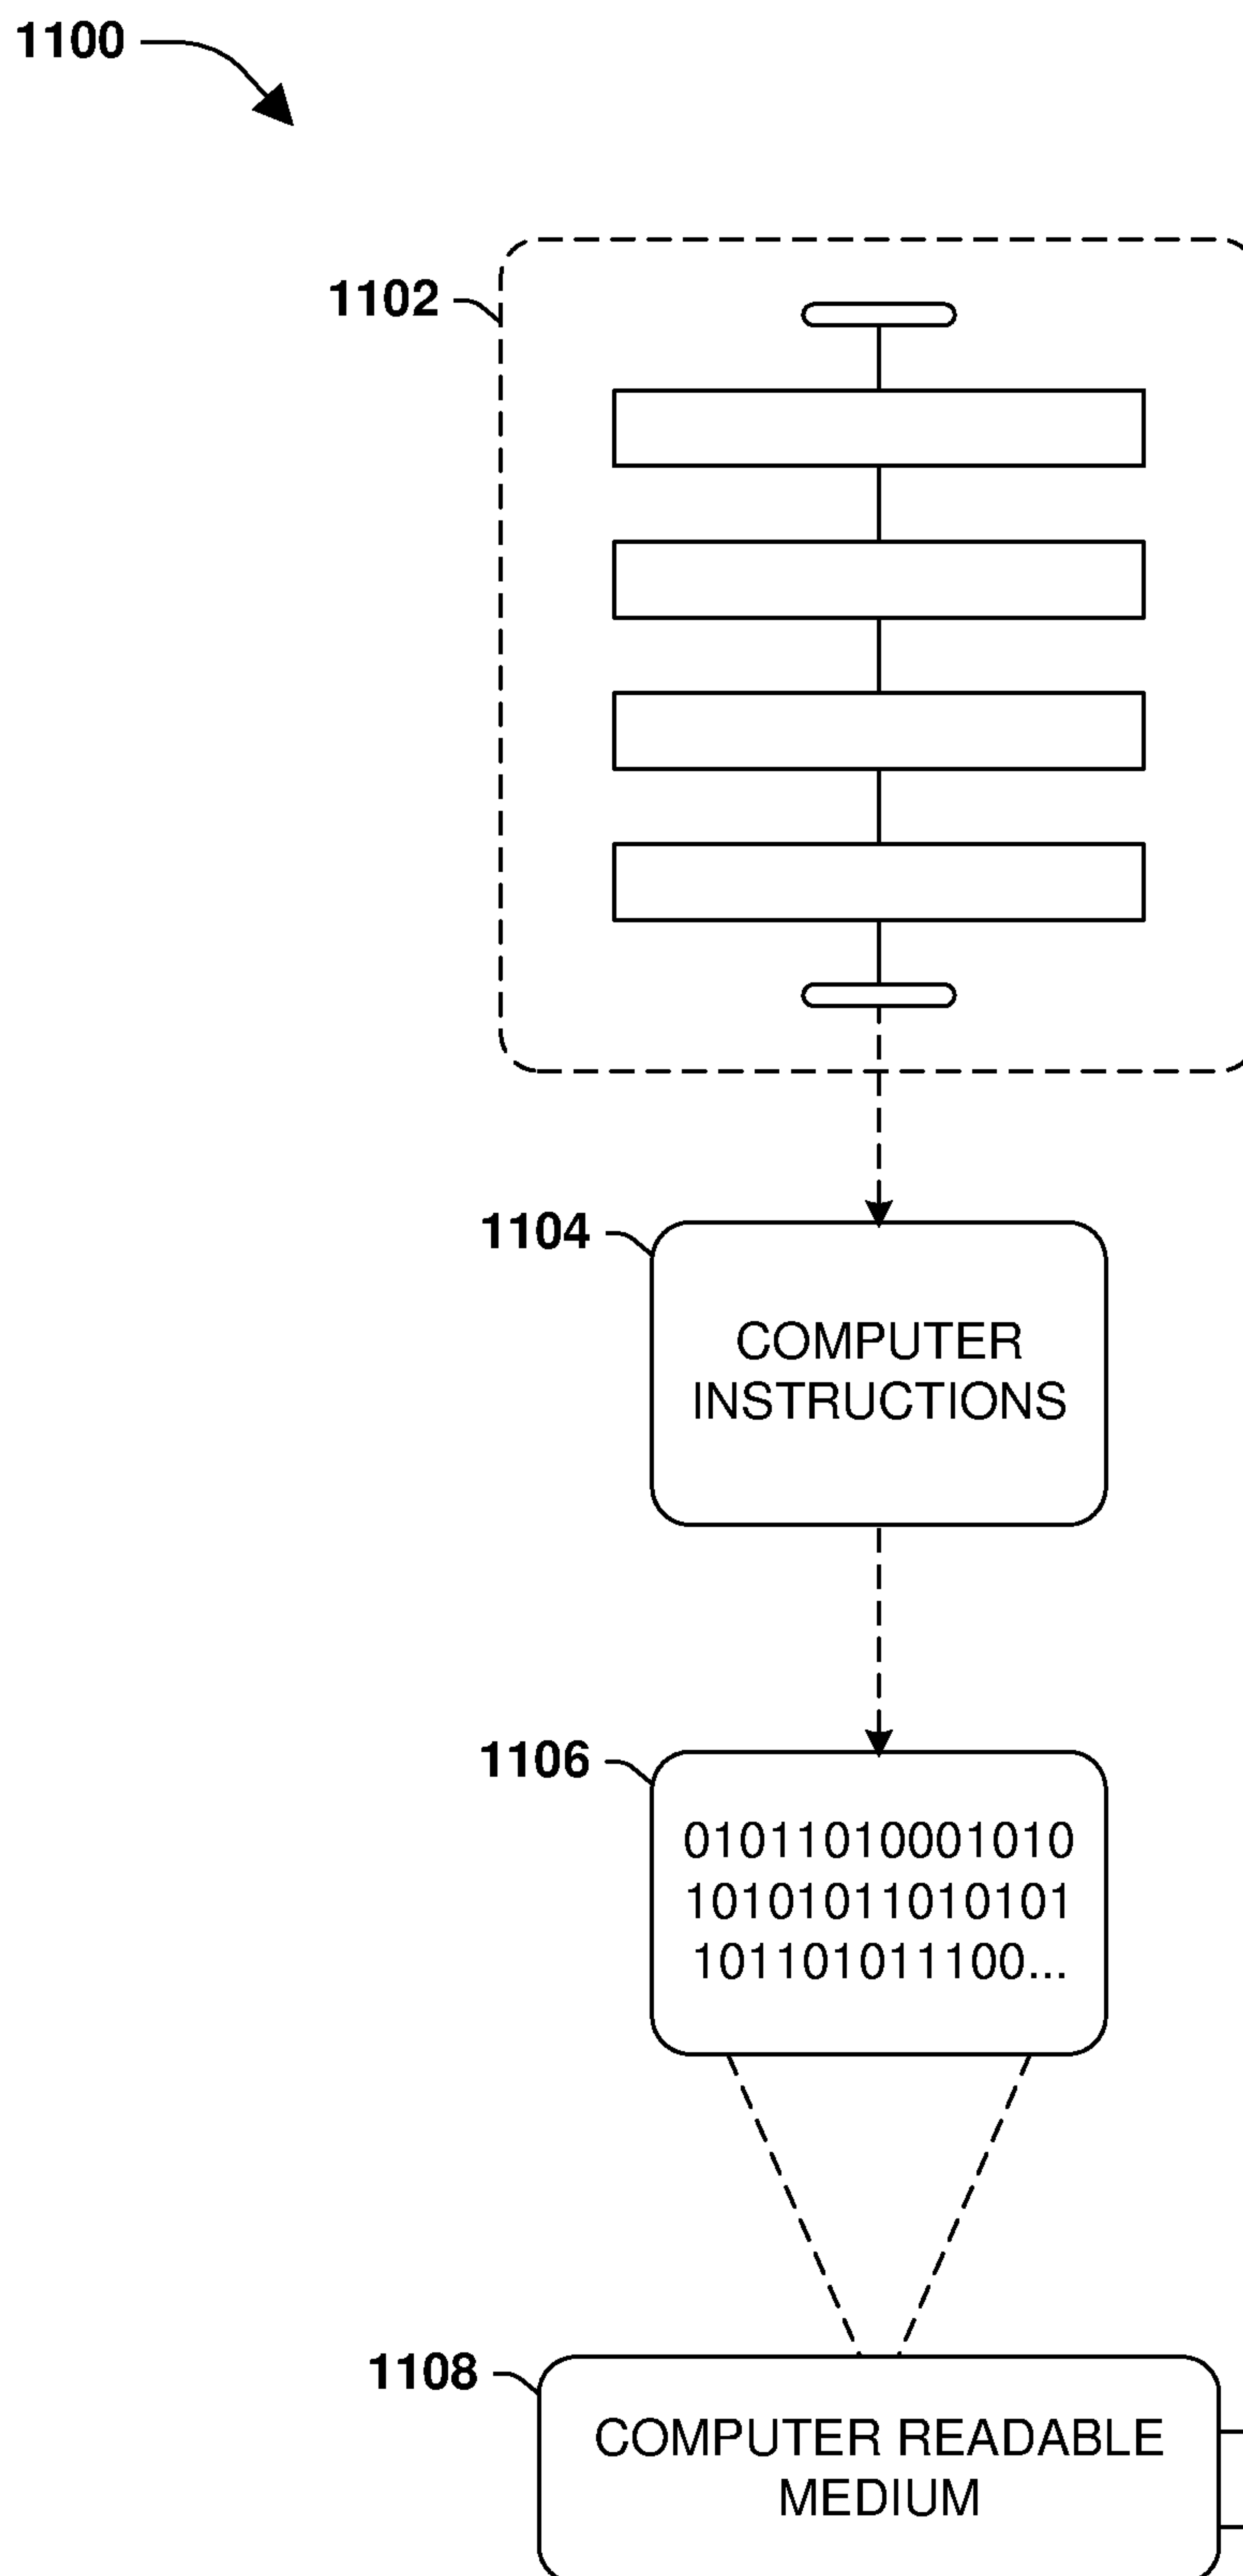 1100
1102
1104
COMPUTER
INSTRUCTIONS
1106
01011010001010
10101011010101
101101011100...
1108
COMPUTER READABLE
MEDIUM